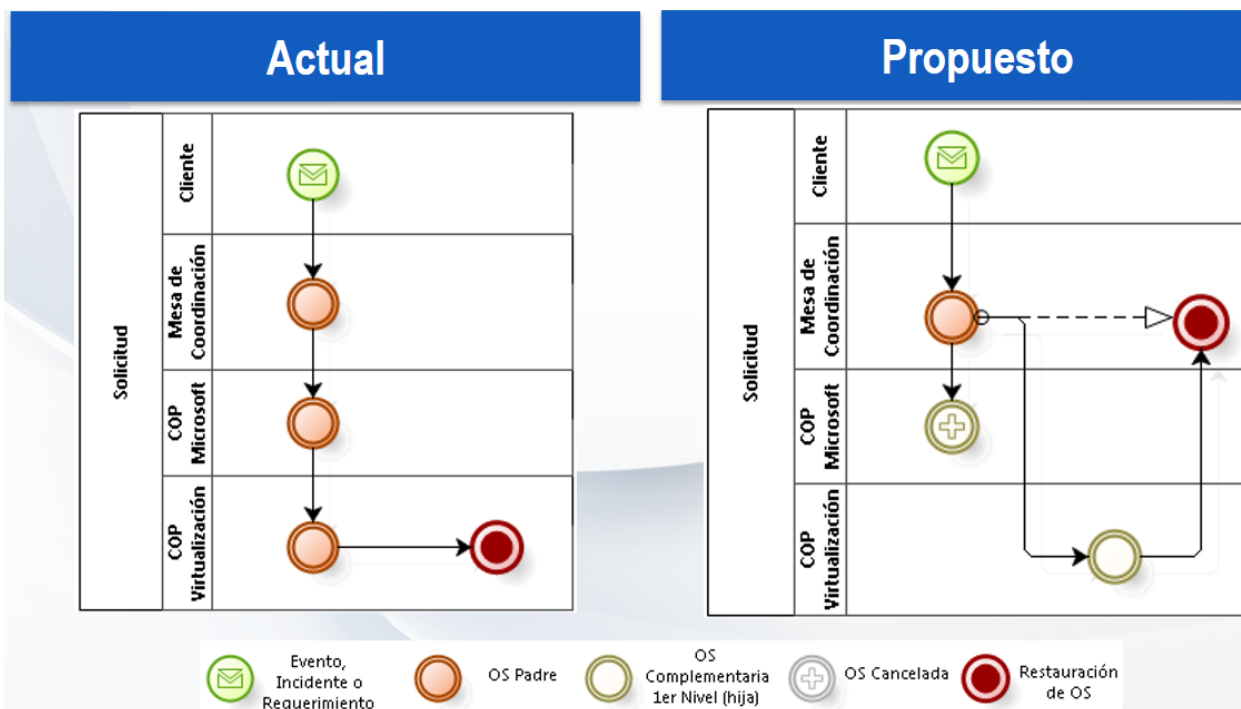 Actual
Propuesto
Solicitud
Cliente
Mesa de
Coordinación
COP
Microsoft
COP
Virtualización
Solicitud
Cliente
Mesa de
Coordinación
COP
Microsoft
COP
Virtualización
Evento,
Incidente o
Requerimiento
OS Padre
OS
Complementaria
1er Nivel (hija)
OS Cancelada
Restauración
de OS